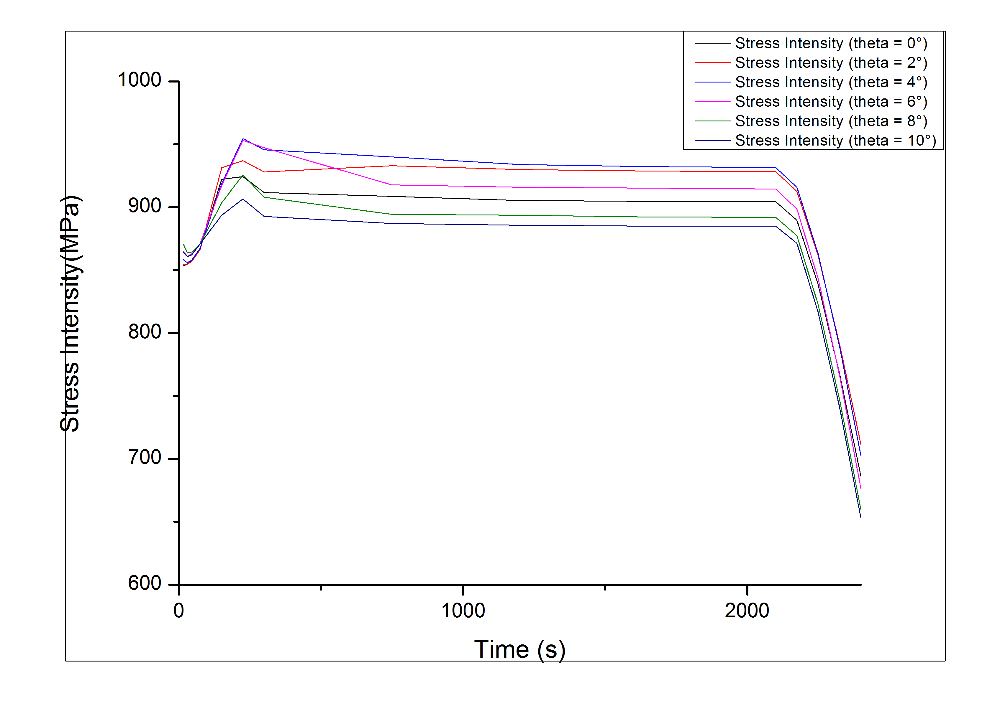 Stress Intensity (theta = 0°)
Stress Intensity (theta = 2°)
Stress Intensity (theta = 4°)
Stress Intensity (theta = 6°)
Stress Intensity (theta = 8°)
Stress Intensity (theta = 10°)
1000
900
800
700
600
Stress Intensity(MPa)
0
1000
2000
Time (s)